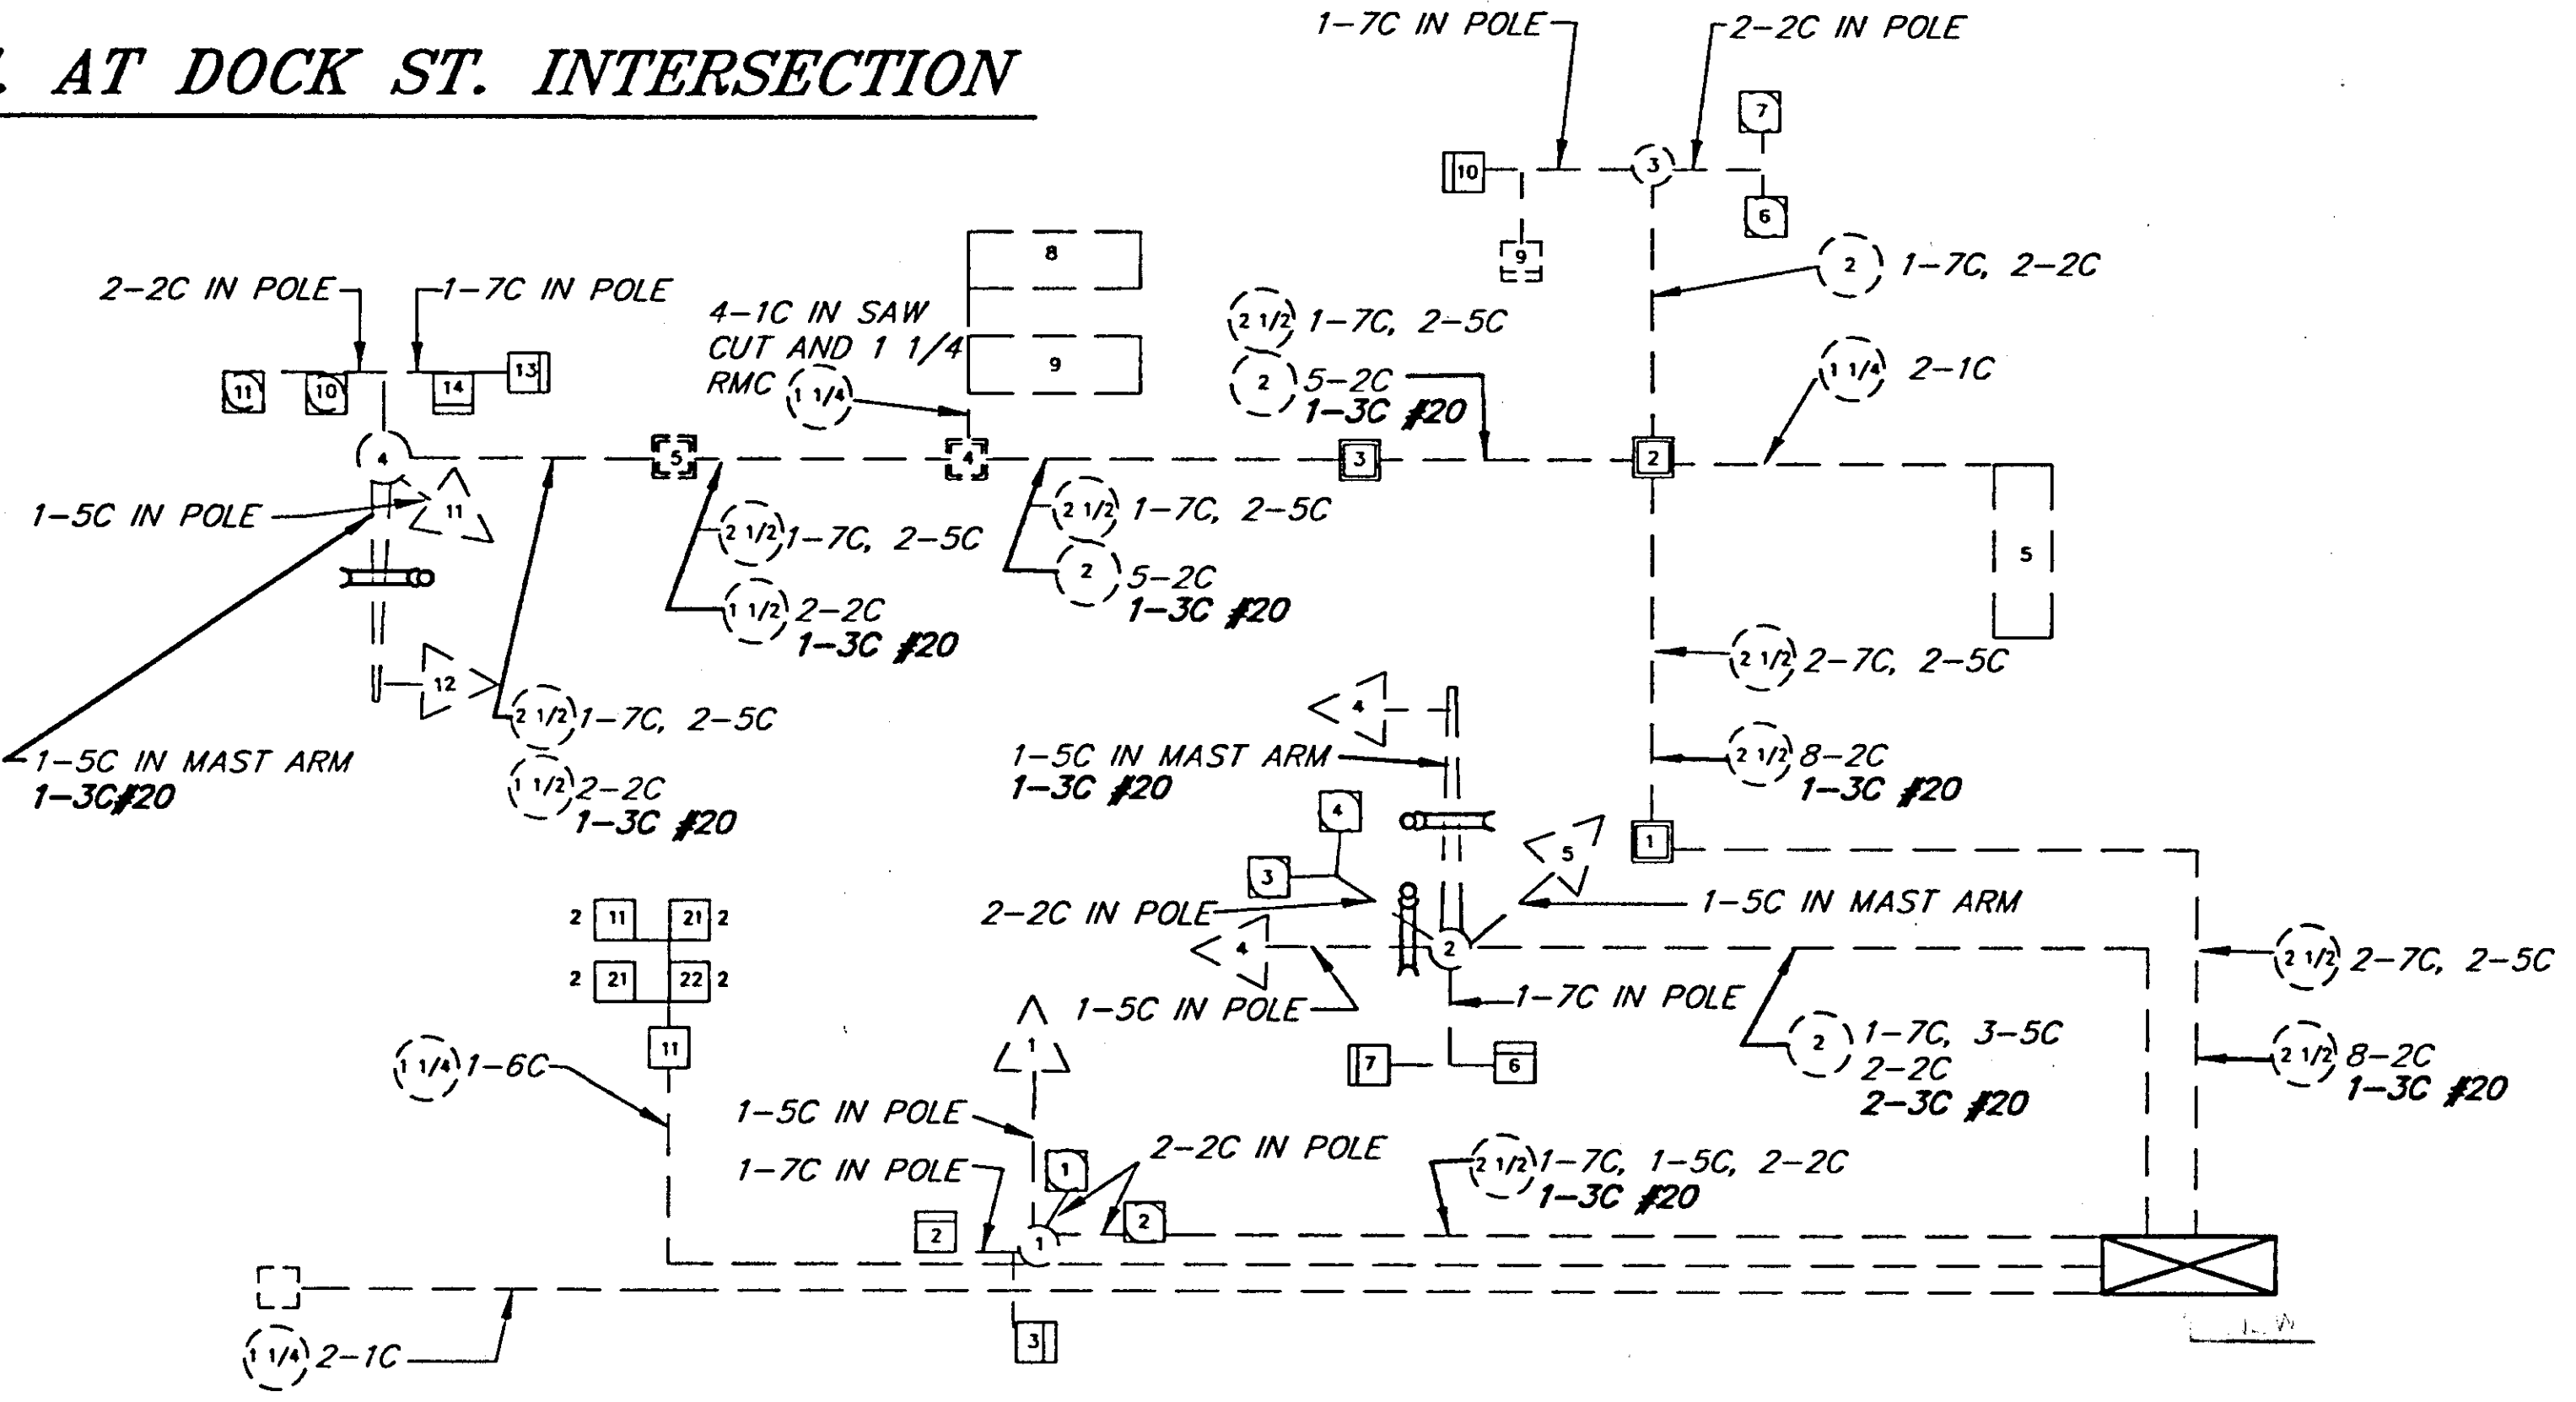 . AT DOCK ST. INTERSECTION
1-7C IN POLE
2-2C IN POLE
7
10
3
6
9
2 1-7C, 2-2C
2-2C IN POLE
1-7C IN POLE
4-1C IN SAW
CUT AND 1 1/4
RMC 1 1/4
8
9
2 1/2 1-7C, 2-5C
2 5-2C
1-3C #20
1 1/4 2-1C
11
10
14
13
4
5
4
3
2
1-5C IN POLE
11
2 1/2 1-7C, 2-5C
1 1/2 2-2C
1-3C #20
2 1/2 1-7C, 2-5C
2 5-2C
1-3C #20
5
12
2 1/2 1-7C, 2-5C
1 1/2 2-2C
1-3C #20
1-5C IN MAST ARM
1-3C#20
2 1/2 2-7C, 2-5C
2 1/2 8-2C
1-3C #20
4
1-5C IN MAST ARM
1-3C #20
4
3
5
1
2-2C IN POLE
1-5C IN MAST ARM
2 11 21 2
2 21 22 2
11
4
2
2 1/2 2-7C, 2-5C
1-5C IN POLE
1-7C IN POLE
1
1 1/4 1-6C
7
6
2 1-7C, 3-5C
2-2C
2-3C #20
2 1/2 8-2C
1-3C #20
1-5C IN POLE
1-7C IN POLE
1
2-2C IN POLE
2 1/2 1-7C, 1-5C, 2-2C
1-3C #20
2
1
2
3
1 1/4 2-1C